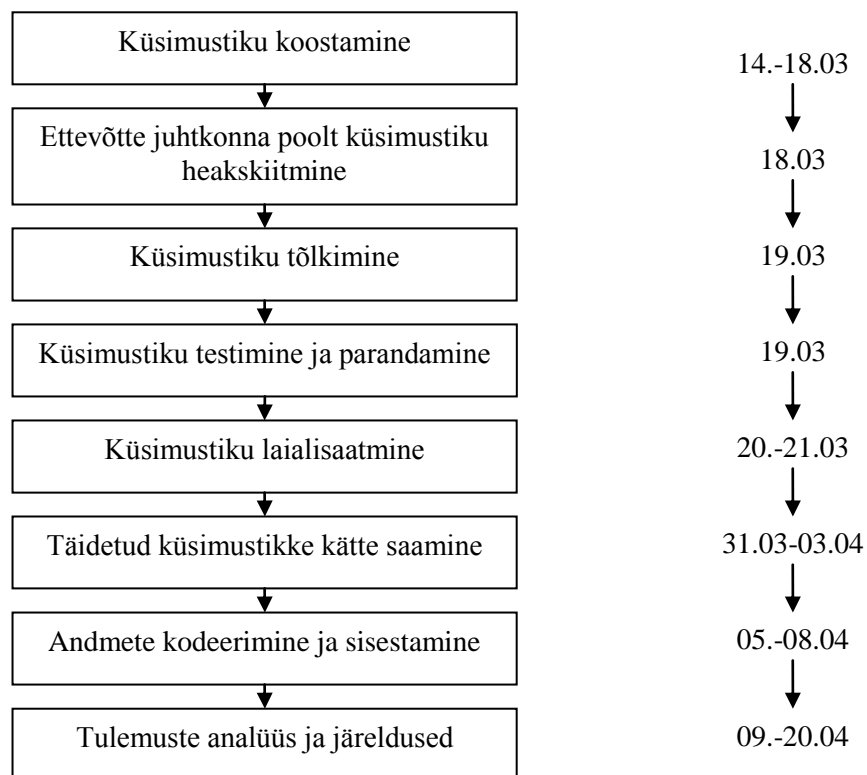 Küsimustiku koostamine
14.-18.03
Ettevõtte juhtkonna poolt küsimustiku
heakskiitmine
18.03
Küsimustiku tõlkimine
19.03
Küsimustiku testimine ja parandamine
19.03
Küsimustiku laialisaatmine
20.-21.03
Täidetud küsimustikke kätte saamine
31.03-03.04
Andmete kodeerimine ja sisestamine
05.-08.04
Tulemuste analüüs ja järeldused
09.-20.04